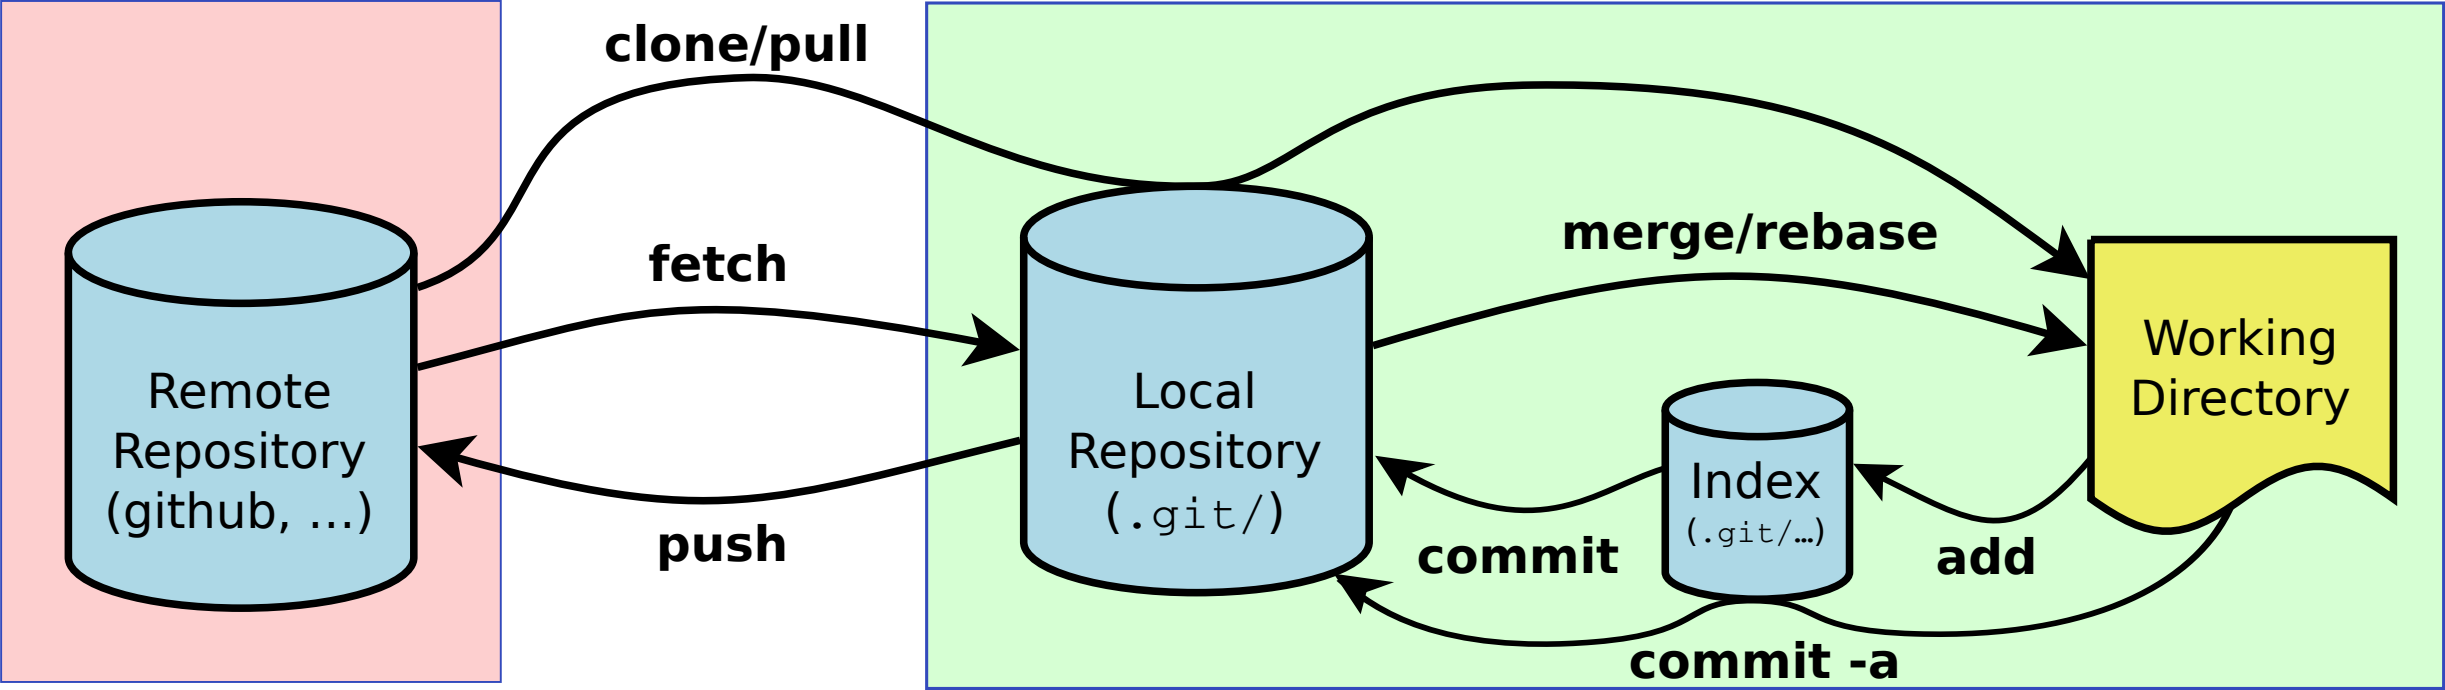 clone/pull
fetch
push
Remote
Repository
(github, ...)
Local
Repository
(.git/)
merge/rebase
Working
Directory
Index
(.git/…)
commit
add
commit -a